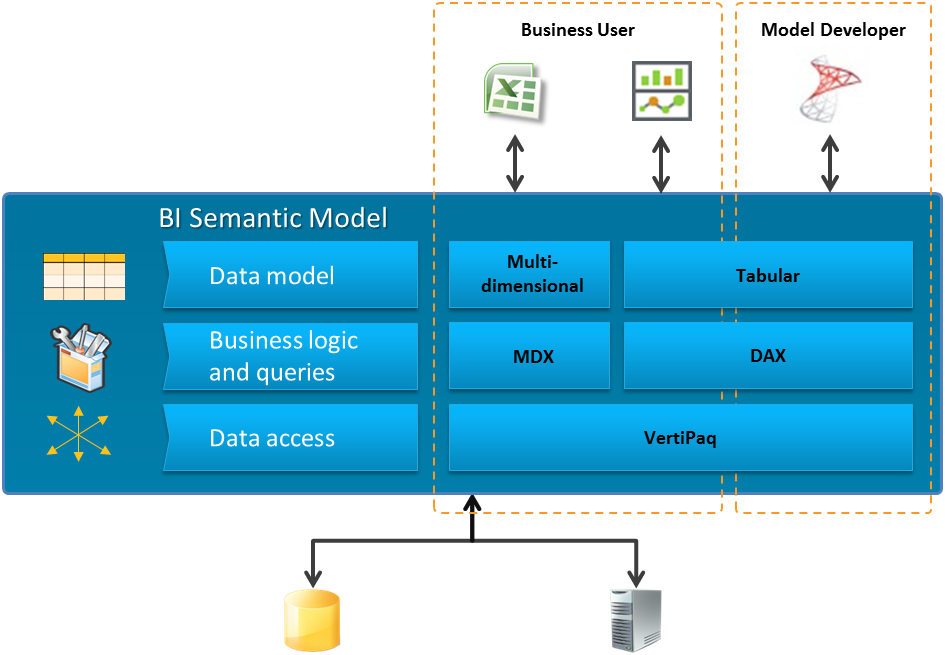 Business User
Model Developer
BI Semantic Model
Data model
Multi-
dimensional
Tabular
Business logic
and queries
MDX
DAX
Data access
VertiPaq